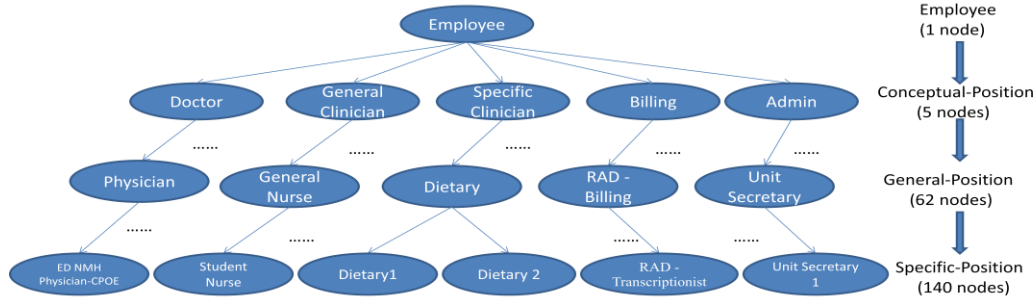 Employee
Employee
(1 node)
Doctor
General
Clinician
Specific
Clinician
Billing
Admin
Conceptual-Position
(5 nodes)
......
......
......
......
......
Physician
General
Nurse
Dietary
RAD -
Billing
Unit
Secretary
General-Position
(62 nodes)
......
......
......
......
ED NMH
Physician-CPOE
Student
Nurse
Dietary1
Dietary 2
RAD -
Transcriptionist
Unit Secretary
1
Specific-Position
(140 nodes)